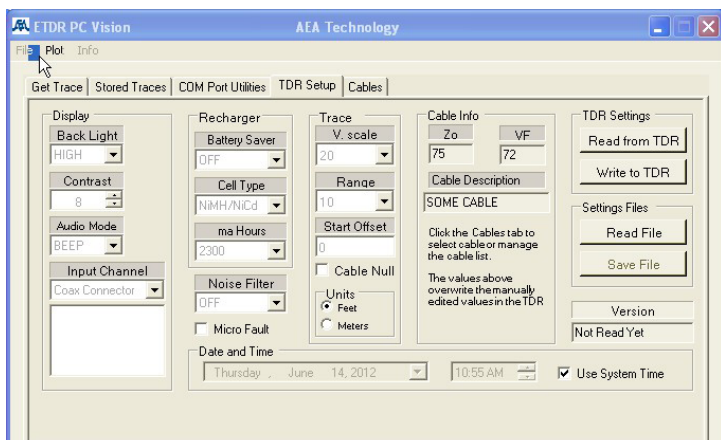 AEA ETDR PC Vision AEA Technology
File Plot Info
Get Trace Stored Traces COM Port Utilities TDR Setup Cables
Display
Back Light
HIGH
Contrast
8
Audio Mode
BEEP
Input Channel
Coax Connector
Recharger
Battery Saver
OFF
Cell Type
NiMH/NiCd
ma Hours
2300
Noise Filter
OFF
Micro Fault
Trace
V. scale
20
Range
10
Start Offset
0
Cable Null
Units
Feet
Meters
Cable Info
Zo VF
75 72
Cable Description
SOME CABLE
Click the Cables tab to
select cable or manage
the cable list.
The values above
overwrite the manually
edited values in the TDR
TDR Settings
Read from TDR
Write to TDR
Settings Files
Read File
Save File
Version
Not Read Yet
Date and Time
Thursday , June 14, 2012 10:55 AM Use System Time